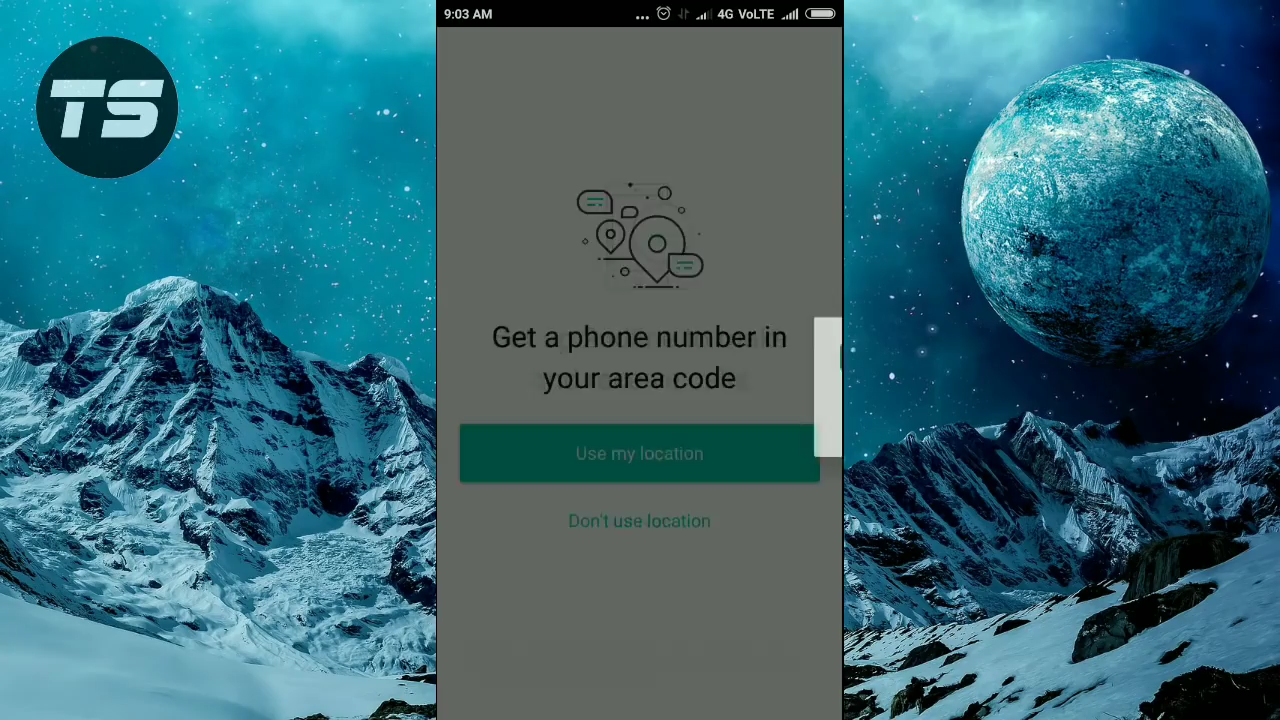 TS
9:03 AM
4G VoLTE
Get a phone number in
your area code
Use my location
Don't use location